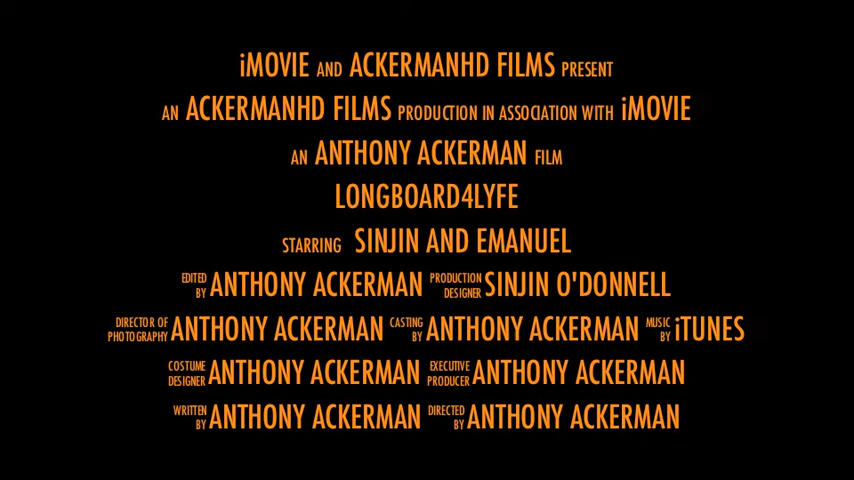 iMOVIE AND ACKERMANHD FILMS PRESENT
AN ACKERMANHD FILMS PRODUCTION IN ASSOCIATION WITH iMOVIE
AN ANTHONY ACKERMAN FILM
LONGBOARD4LYFE
STARRING SINJIN AND EMANUEL
EDITED BY ANTHONY ACKERMAN PRODUCTION DESIGNER SINJIN O'DONNELL
DIRECTOR OF PHOTOGRAPHY ANTHONY ACKERMAN CASTING BY ANTHONY ACKERMAN MUSIC BY iTUNES
COSTUME DESIGNER ANTHONY ACKERMAN EXECUTIVE PRODUCER ANTHONY ACKERMAN
WRITTEN BY ANTHONY ACKERMAN DIRECTED BY ANTHONY ACKERMAN